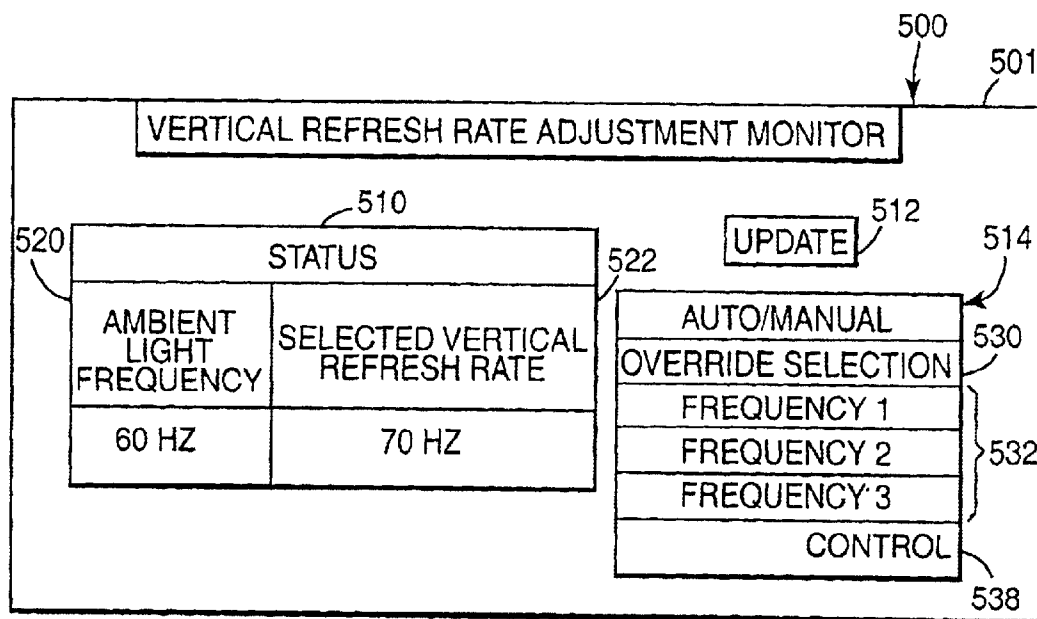 500
501
VERTICAL REFRESH RATE ADJUSTMENT MONITOR
510
520
STATUS
522
UPDATE
512
514
AMBIENT
LIGHT
FREQUENCY
SELECTED VERTICAL
REFRESH RATE
60 HZ
70 HZ
AUTO/MANUAL
530
OVERRIDE SELECTION
FREQUENCY 1
FREQUENCY 2
FREQUENCY 3
532
CONTROL
538